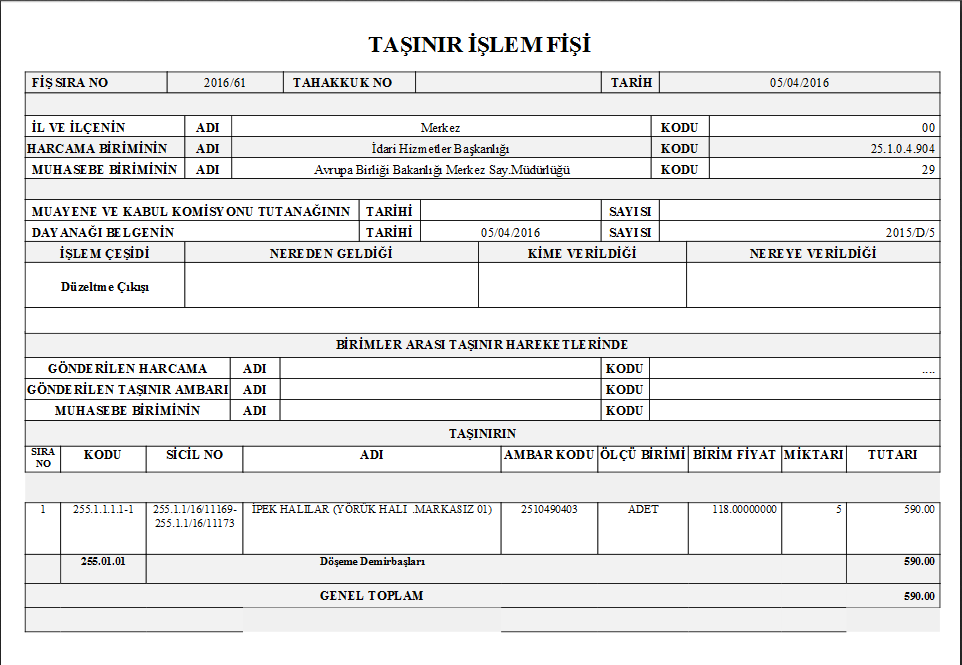 TAŞINIR İŞLEM FİŞİ
FİŞ SIRA NO 2016/61 TAHAKKUK NO TARİH 05/04/2016
İL VE İLÇENİN ADI Merkez KODU 00
HARCAMA BİRİMİNİN ADI İdari Hizmetler Başkanlığı KODU 25.1.0.4.904
MUHASEBE BİRİMİNİN ADI Avrupa Birliği Bakanlığı Merkez Say.Müdürlüğü KODU 29
MUAYENE VE KABUL KOMİSYONU TUTANAĞININ TARİHİ SAYISI
DAYANAĞI BELGENİN TARİHİ 05/04/2016 SAYISI 2015/D/5
İŞLEM ÇEŞİDİ NEREDEN GELDİĞİ KİME VERİLDİĞİ NEREYE VERİLDİĞİ
Düzeltme Çıkışı
BİRİMLER ARASI TAŞINIR HAREKETLERİNDE
GÖNDERİLEN HARCAMA ADI KODU ....
GÖNDERİLEN TAŞINIR AMBARI ADI KODU
MUHASEBE BİRİMİNİN ADI KODU
TAŞINIRIN
SIRA NO KODU SİCİL NO ADI AMBAR KODU ÖLÇÜ BİRİMİ BİRİM FİYAT MİKTARI TUTARI
1 255.1.1.1.1-1 255.1.1/16/11169- İPEK HALILAR (YÖRÜK HALI .MARKASIZ 01) 2510490403 ADET 118.00000000 5 590.00
255.1.1/16/11173
255.01.01 Döşeme Demirbaşları 590.00
GENEL TOPLAM 590.00